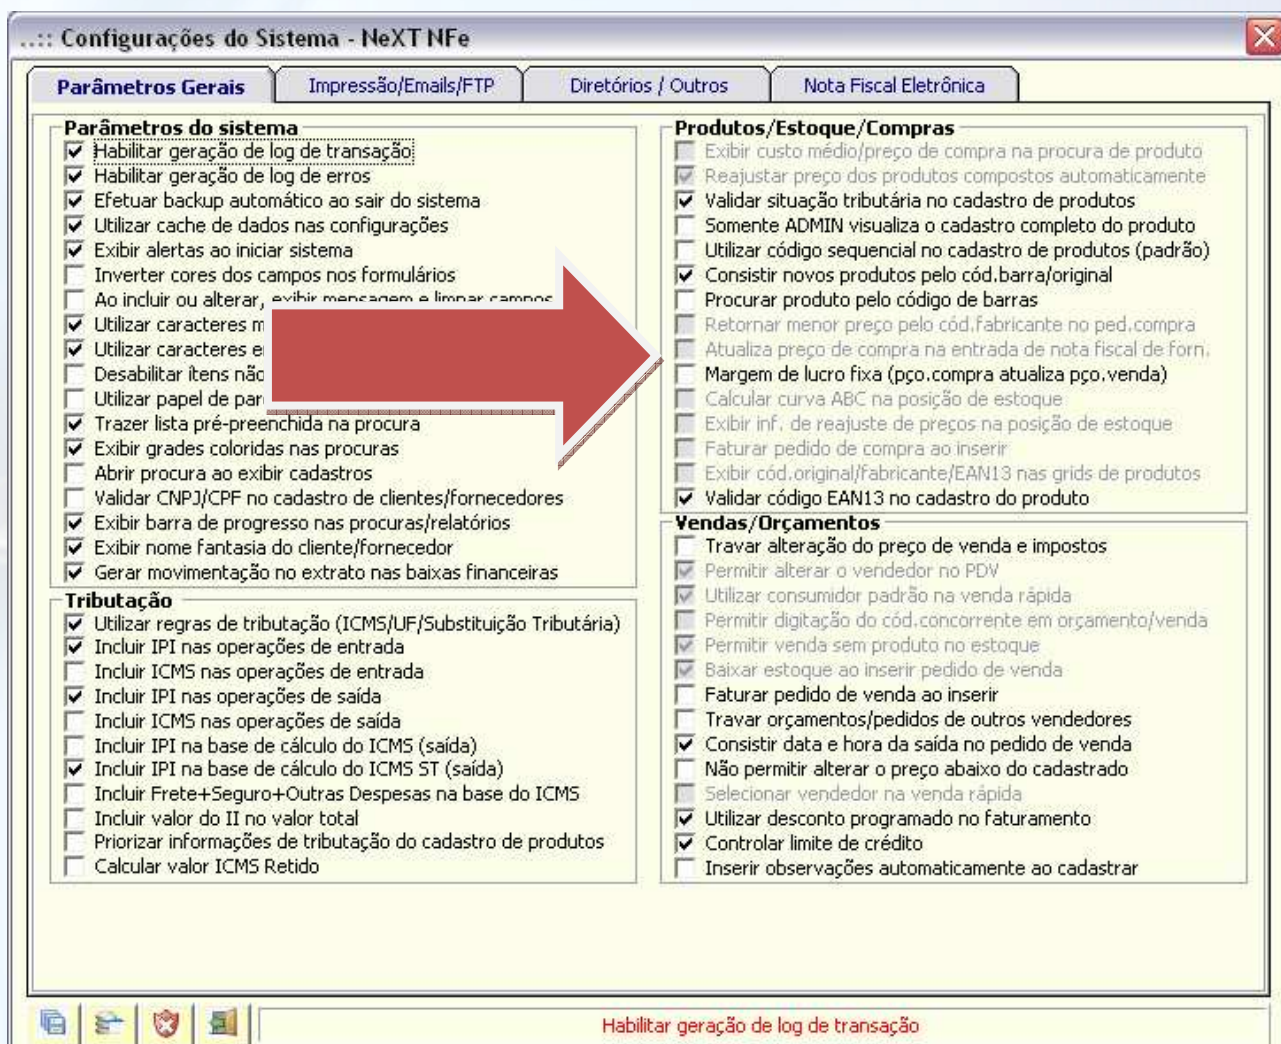 ..:: Configurações do Sistema - NeXT NFe
Parâmetros Gerais
Impressão/Emails/FTP
Diretórios / Outros
Nota Fiscal Eletrônica
Parâmetros do sistema
Habilitar geração de log de transação
Habilitar geração de log de erros
Efetuar backup automático ao sair do sistema
Utilizar cache de dados nas configurações
Exibir alertas ao iniciar sistema
Inverter cores dos campos nos formulários
Ao incluir ou alterar, exibir mensagem e limpar campos
Utilizar caracteres
Utilizar caracteres
Desabilitar ítens não
Utilizar papel de
Trazer lista pré-preenchida na procura
Exibir grades coloridas nas procuras
Abrir procura ao exibir cadastros
Validar CNPJ/CPF no cadastro de clientes/fornecedores
Exibir barra de progresso nas procuras/relatórios
Exibir nome fantasia do cliente/fornecedor
Gerar movimentação no extrato nas baixas financeiras
Tributação
Utilizar regras de tributação (ICMS/UF/Substituição Tributária)
Incluir IPI nas operações de entrada
Incluir ICMS nas operações de entrada
Incluir IPI nas operações de saída
Incluir ICMS nas operações de saída
Incluir IPI na base de cálculo do ICMS (saída)
Incluir IPI na base de cálculo do ICMS ST (saída)
Incluir Frete+Seguro+Outras Despesas na base do ICMS
Incluir valor do II no valor total
Priorizar informações de tributação do cadastro de produtos
Calcular valor ICMS Retido
Produtos/Estoque/Compras
Exibir custo médio/preço de compra na procura de produto
Reajustar preço dos produtos compostos automaticamente
Validar situação tributária no cadastro de produtos
Somente ADMIN visualiza o cadastro completo do produto
Utilizar código sequencial no cadastro de produtos (padrão)
Consistir novos produtos pelo cód.barra/original
Procurar produto pelo código de barras
Retornar menor preço pelo cód.fabricante no ped.compra
Atualiza preço de compra na entrada de nota fiscal de forn.
Margem de lucro fixa (pço.compra atualiza pço.venda)
Calcular curva ABC na posição de estoque
Exibir inf. de reajuste de preços na posição de estoque
Faturar pedido de compra ao inserir
Exibir cód.original/fabricante/EAN13 nas grids de produtos
Validar código EAN13 no cadastro do produto
Vendas/Orçamentos
Travar alteração do preço de venda e impostos
Permitir alterar o vendedor no PDV
Utilizar consumidor padrão na venda rápida
Permitir digitação do cód.concorrente em orçamento/venda
Permitir venda sem produto no estoque
Baixar estoque ao inserir pedido de venda
Faturar pedido de venda ao inserir
Travar orçamentos/pedidos de outros vendedores
Consistir data e hora da saída no pedido de venda
Não permitir alterar o preço abaixo do cadastrado
Selecionar vendedor na venda rápida
Utilizar desconto programado no faturamento
Controlar limite de crédito
Inserir observações automaticamente ao cadastrar
Habilitar geração de log de transação